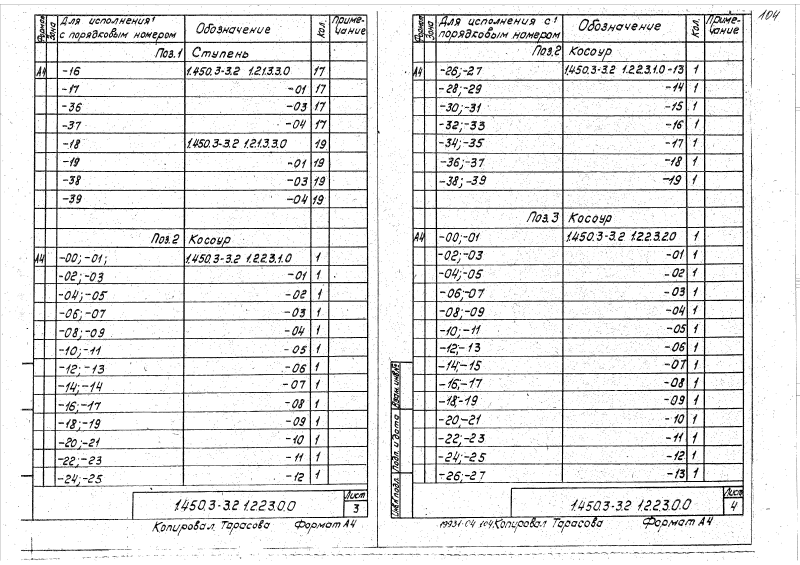 104
Формат Зона Для исполнения с порядковым номером Обозначение Кол. Примечание
Поз.1 Ступень
А4 -16 1.450.3-3.2 1.2.1.3.3.0 17
-17 -01 17
-36 -03 17
-37 -04 17
-18 1.450.3-3.2 1.2.1.3.3.0 19
-19 -01 19
-38 -03 19
-39 -04 19
Поз.2 Косоур
А4 -00; -01; 1.450.3-3.2 1.2.2.3.1.0 1
-02; -03 -01 1
-04; -05 -02 1
-06; -07 -03 1
-08; -09 -04 1
-10; -11 -05 1
-12; -13 -06 1
-14; -14 -07 1
-16; -17 -08 1
-18; -19 -09 1
-20; -21 -10 1
-22; -23 -11 1
-24; -25 -12 1
1.450.3-3.2 1.2.2.3.0.0
Лист
3
Копировал Тарасова Формат А4
Формат Зона Для исполнения с порядковым номером Обозначение Кол. Примечание
Поз.2 Косоур
А4 -26; -27 1.450.3-3.2 1.2.2.3.1.0 -13 1
-28; -29 -14 1
-30; -31 -15 1
-32; -33 -16 1
-34; -35 -17 1
-36; -37 -18 1
-38; -39 -19 1
Поз.3 Косоур
А4 -00; -01 1.450.3-3.2 1.2.2.3.2.0 1
-02; -03 -01 1
-04; -05 -02 1
-06; -07 -03 1
-08; -09 -04 1
-10; -11 -05 1
-12; -13 -06 1
-14; -15 -07 1
-16; -17 -08 1
-18; -19 -09 1
-20; -21 -10 1
-22; -23 -11 1
-24; -25 -12 1
-26; -27 -13 1
Инв.№ подл. Подп. и дата Взам. инв.№
1.450.3-3.2 1.2.2.3.0.0
Лист
4
19931-04 104 Копировал Тарасова Формат А4